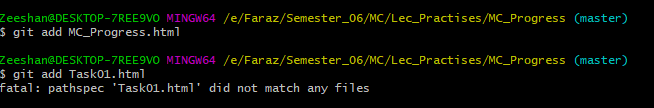 Zeeshan@DESKTOP-7REE9VO MINGW64 /e/Faraz/Semester_06/MC/Lec_Practises/MC_Progress (master)
$ git add MC_Progress.html
Zeeshan@DESKTOP-7REE9VO MINGW64 /e/Faraz/Semester_06/MC/Lec_Practises/MC_Progress (master)
$ git add Task01.html
fatal: pathspec 'Task01.html' did not match any files